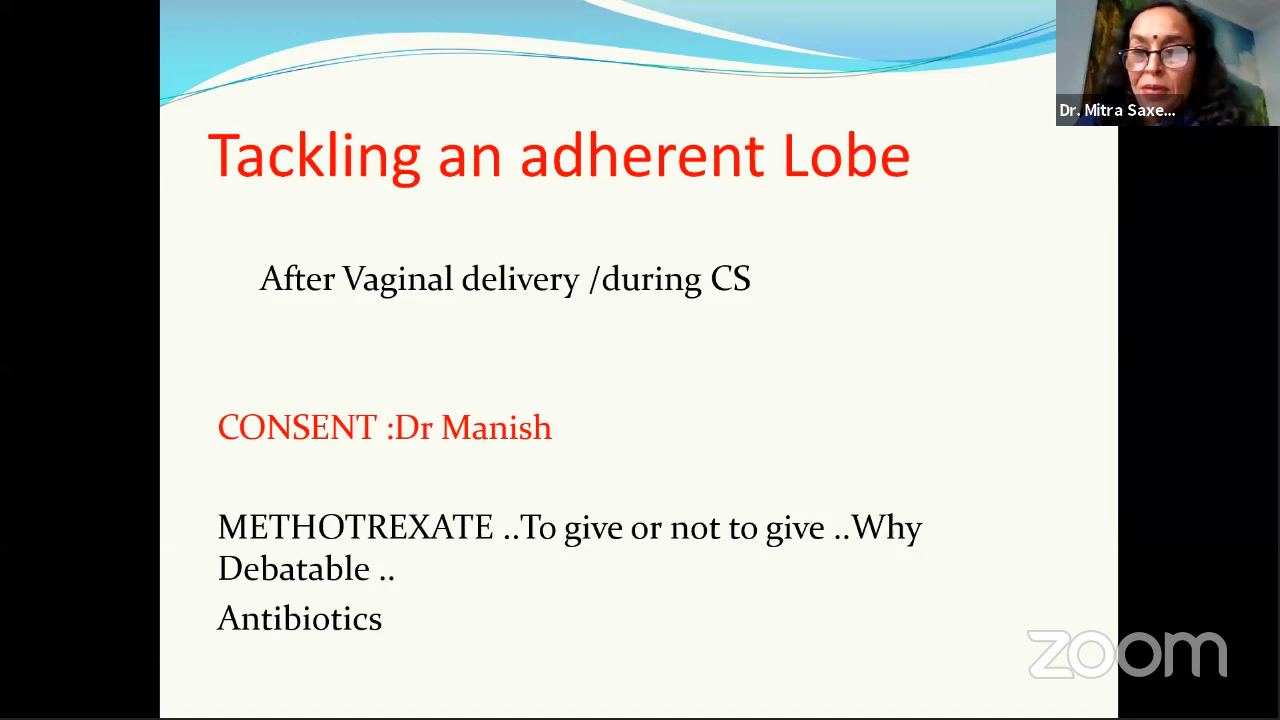 Dr. Mitra Saxe...
Tackling an adherent Lobe
After Vaginal delivery /during CS
CONSENT :Dr Manish
METHOTREXATE ..To give or not to give ..Why
Debatable ..
Antibiotics
zoom